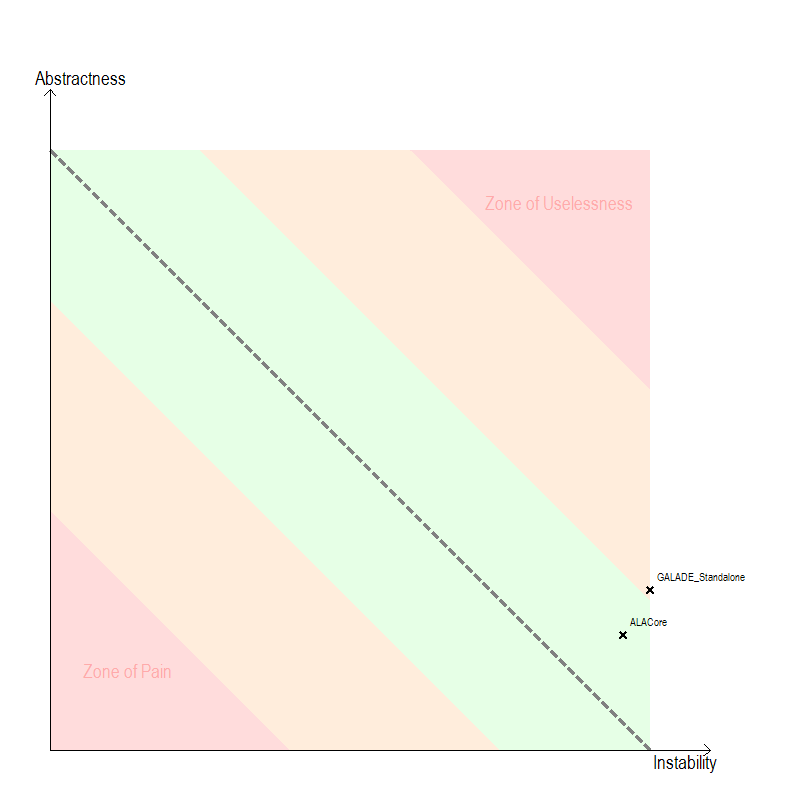 Abstractness
Zone of Uselessness
GALADE_Standalone
ALACore
Zone of Pain
Instability